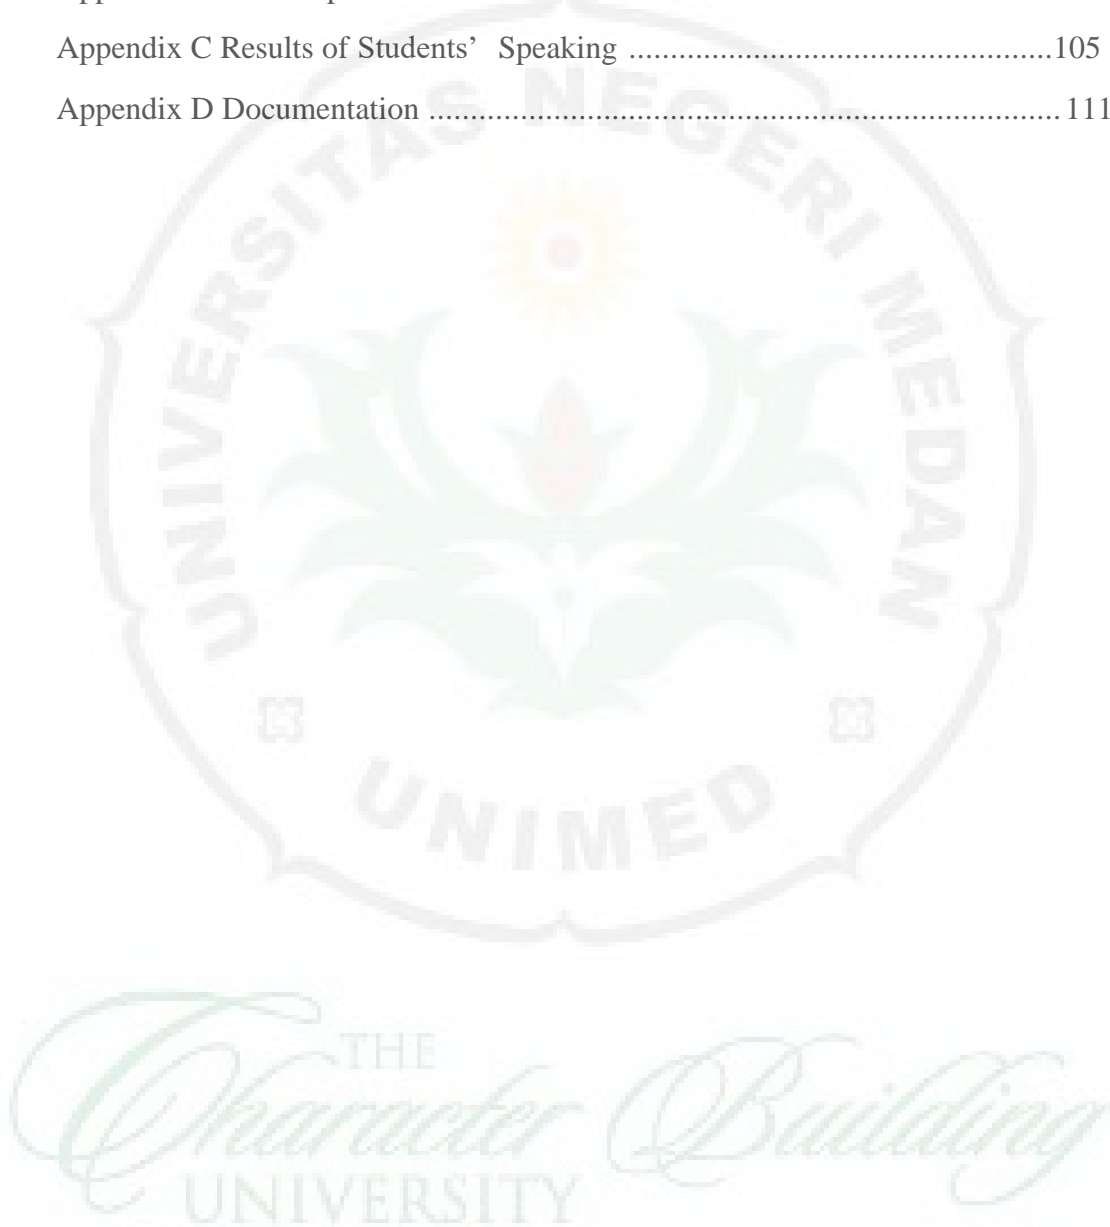 Appendix C Results of Students’ Speaking ...................................................105
Appendix D Documentation ............................................................................111
UNIVERSITAS NEGERI MEDAN
UNIMED
THE
Character Building
UNIVERSITY